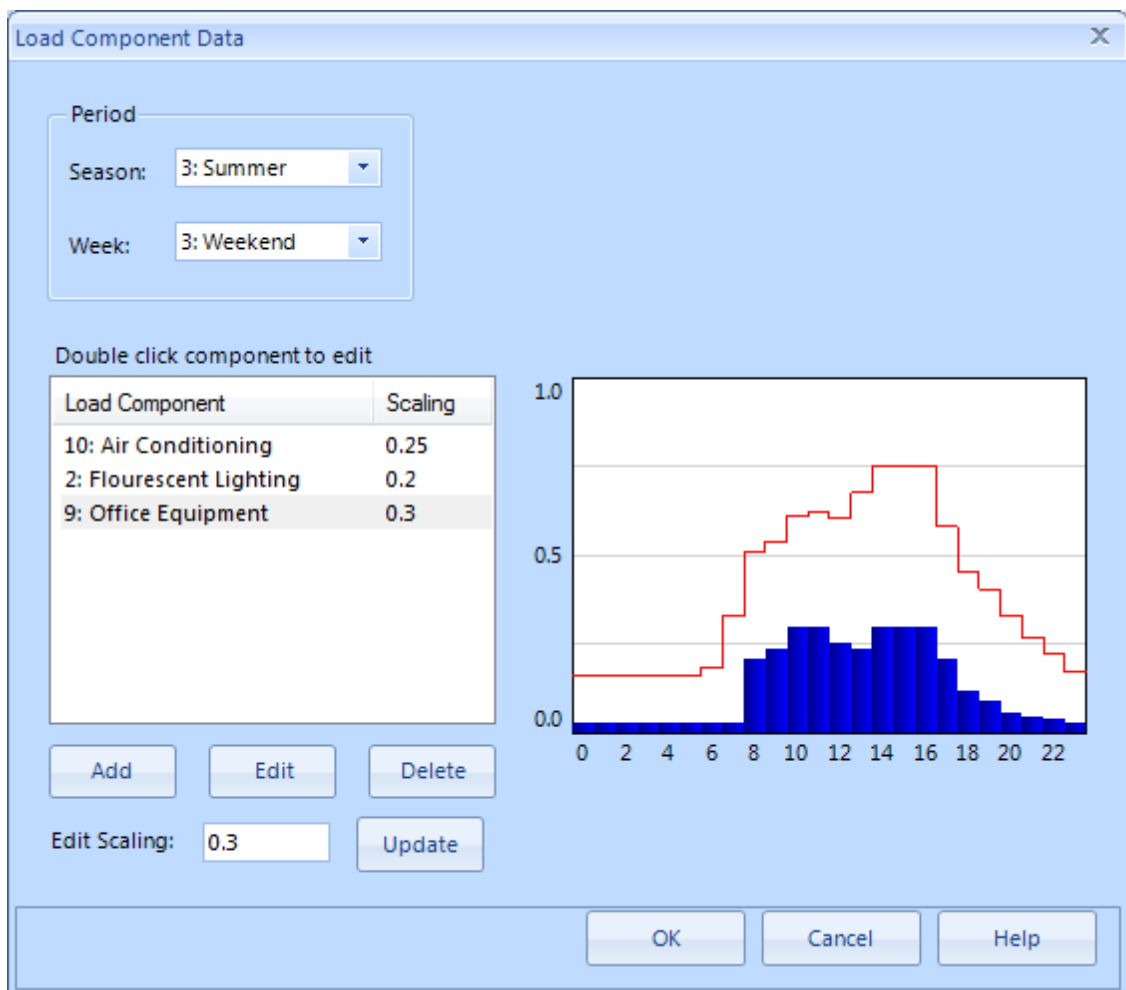 Load Component Data
Period
Season: 3: Summer
Week: 3: Weekend
Double click component to edit
Load Component Scaling
10: Air Conditioning 0.25
2: Flourescent Lighting 0.2
9: Office Equipment 0.3
1.0
0.5
0.0
0 2 4 6 8 10 12 14 16 18 20 22
Add Edit Delete
Edit Scaling: 0.3 Update
OK Cancel Help